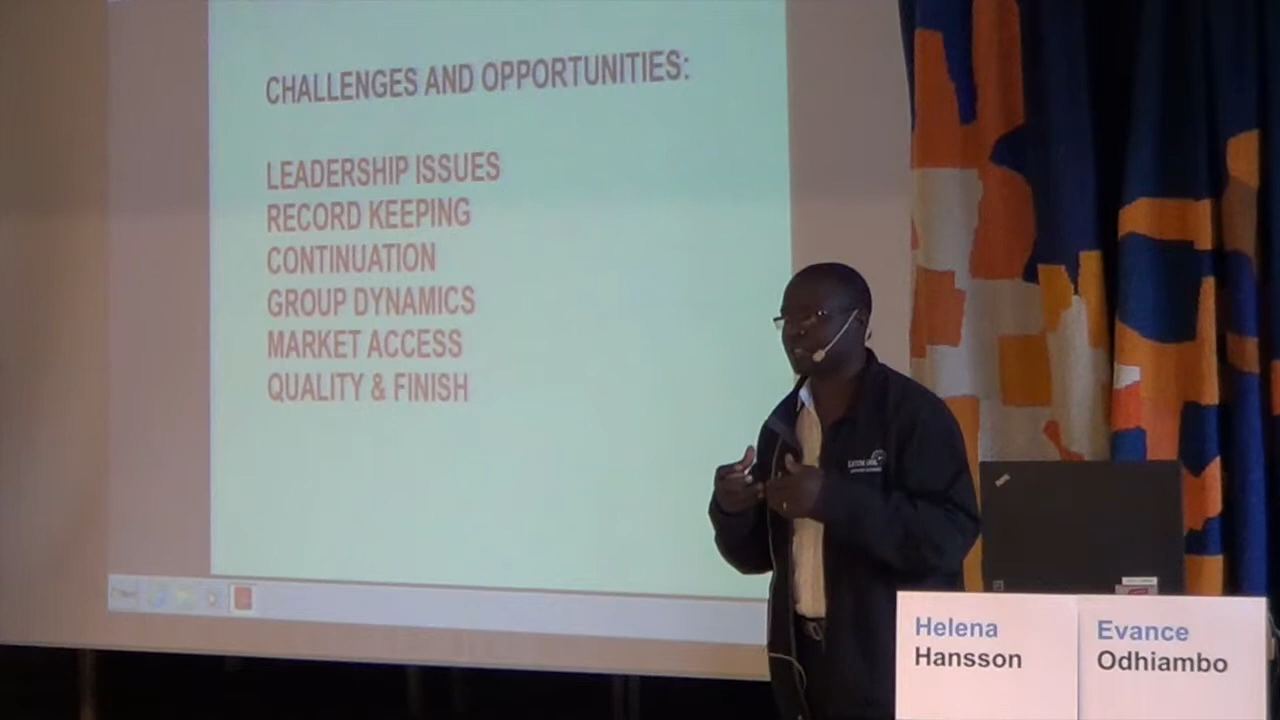 CHALLENGES AND OPPORTUNITIES:
LEADERSHIP ISSUES
RECORD KEEPING
CONTINUATION
GROUP DYNAMICS
MARKET ACCESS
QUALITY & FINISH
Helena
Hansson
Evance
Odhiambo